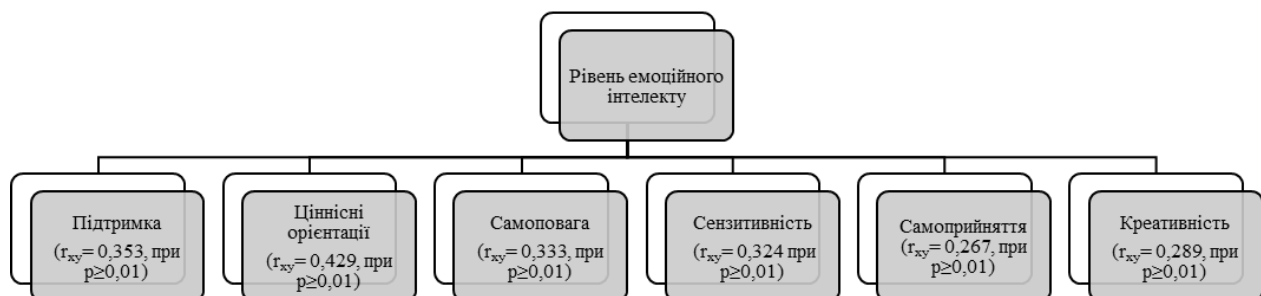 Рівень емоційного
інтелекту
Підтримка
(rxy= 0,353, при
p≥0,01)
Ціннісні
орієнтації
(rxy= 0,429, при
p≥0,01)
Самоповага
(rxy= 0,333, при
p≥0,01)
Сензитивність
(rxy= 0,324 при
p≥0,01)
Самоприйняття
(rxy= 0,267, при
p≥0,01)
Креативність
(rxy= 0,289, при
p≥0,01)